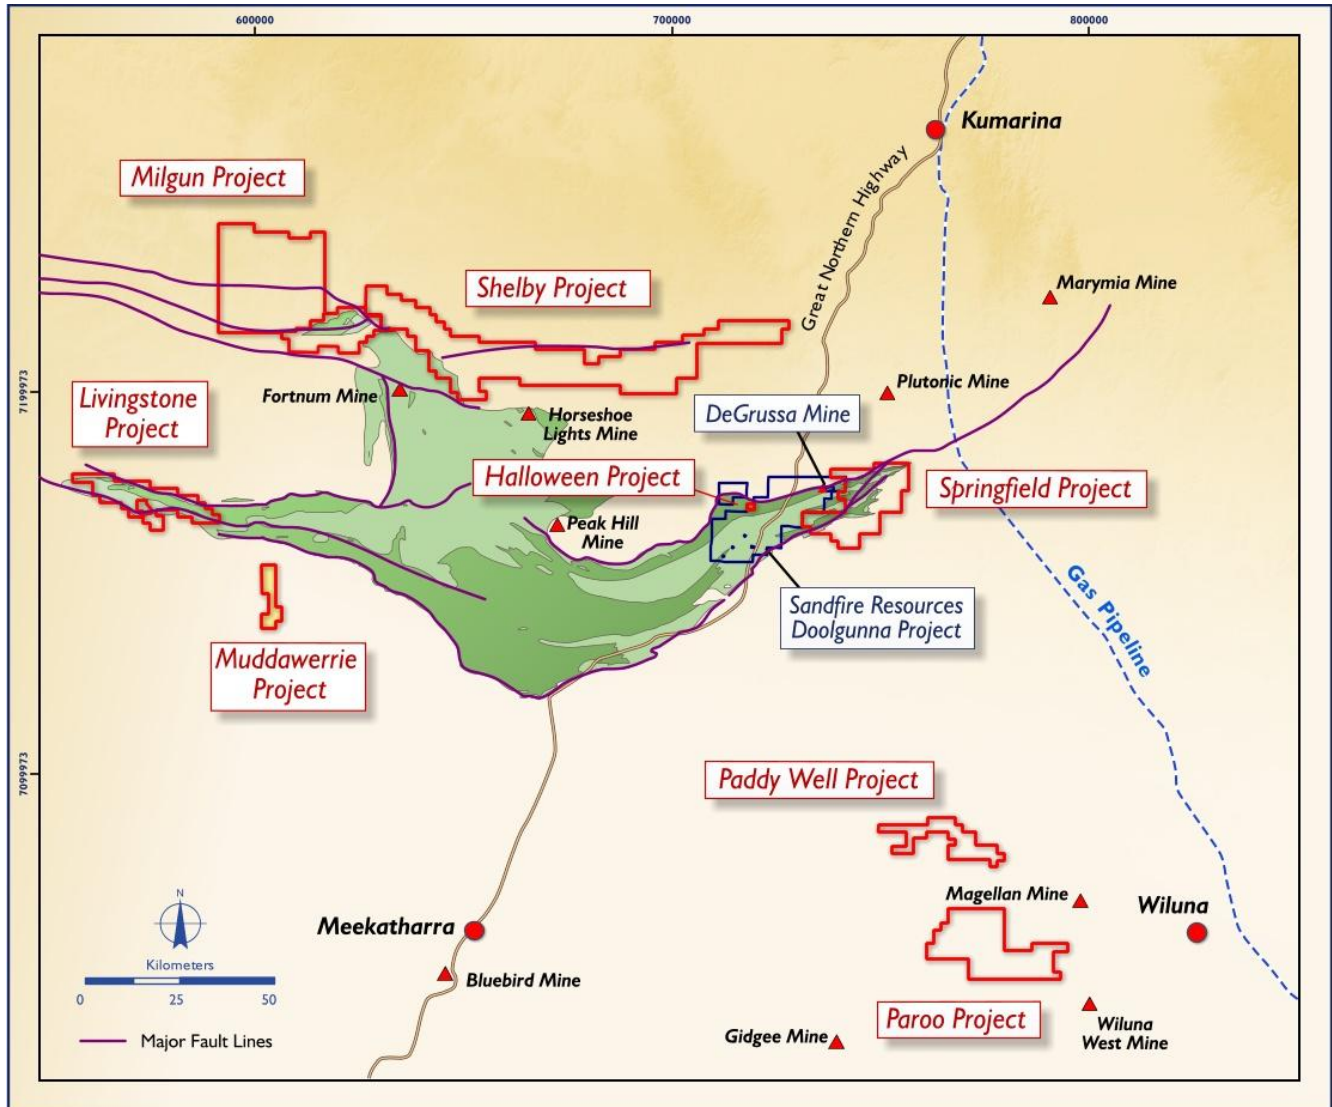 600000
700000
800000
Kumarina
Great Northern Highway
Milgun Project
Shelby Project
Marymia Mine
7199973
Livingstone
Project
Fortnum Mine
Plutonic Mine
DeGrussa Mine
Horseshoe
Lights Mine
Halloween Project
Springfield Project
Peak Hill
Mine
Gas Pipeline
Sandfire Resources
Doolgunna Project
Muddawerrie
Project
7099973
Paddy Well Project
Magellan Mine
Wiluna
N
Meekatharra
Kilometers
0
25
50
Bluebird Mine
Paroo Project
Wiluna
West Mine
Gidgee Mine
Major Fault Lines